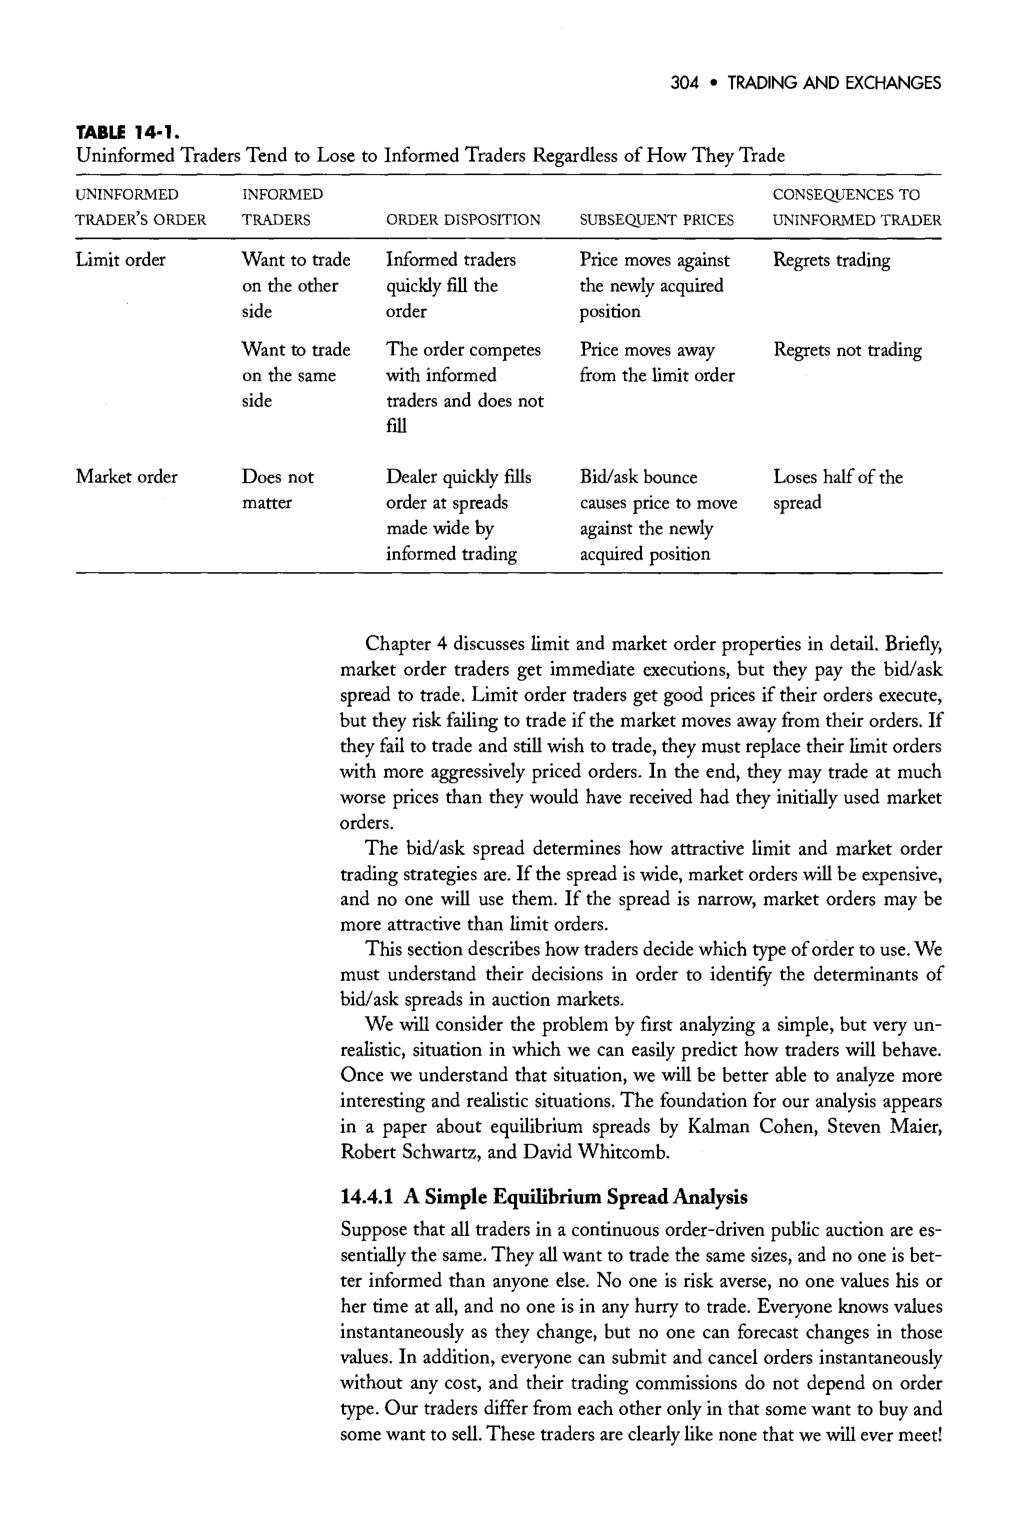 304 • TRADING AND EXCHANGES
TABLE 14-1.
Uninformed Traders Tend to Lose to Informed Traders Regardless of How They Trade
UNINFORMED TRADER'S ORDER
INFORMED TRADERS
ORDER DISPOSITION
SUBSEQUENT PRICES
CONSEQUENCES TO UNINFORMED TRADER
Limit order
Want to trade
on the other
side
Informed traders
quickly fill the
order
Price moves against
the newly acquired
position
Regrets trading
Want to trade
on the same
side
The order competes
with informed
traders and does not
fill
Price moves away
from the limit order
Regrets not trading
Market order
Does not
matter
Dealer quickly fills
order at spreads
made wide by
informed trading
Bid/ask bounce
causes price to move
against the newly
acquired position
Loses half of the
spread
Chapter 4 discusses limit and market order properties in detail. Briefly,
market order traders get immediate executions, but they pay the bid/ask
spread to trade. Limit order traders get good prices if their orders execute,
but they risk failing to trade if the market moves away from their orders. If
they fail to trade and still wish to trade, they must replace their limit orders
with more aggressively priced orders. In the end, they may trade at much
worse prices than they would have received had they initially used market
orders.
The bid/ask spread determines how attractive limit and market order
trading strategies are. If the spread is wide, market orders will be expensive,
and no one will use them. If the spread is narrow, market orders may be
more attractive than limit orders.
This section describes how traders decide which type of order to use. We
must understand their decisions in order to identify the determinants of
bid/ask spreads in auction markets.
We will consider the problem by first analyzing a simple, but very un-
realistic, situation in which we can easily predict how traders will behave.
Once we understand that situation, we will be better able to analyze more
interesting and realistic situations. The foundation for our analysis appears
in a paper about equilibrium spreads by Kalman Cohen, Steven Maier,
Robert Schwartz, and David Whitcomb.
14.4.1 A Simple Equilibrium Spread Analysis
Suppose that all traders in a continuous order-driven public auction are es-
sentially the same. They all want to trade the same sizes, and no one is bet-
ter informed than anyone else. No one is risk averse, no one values his or
her time at all, and no one is in any hurry to trade. Everyone knows values
instantaneously as they change, but no one can forecast changes in those
values. In addition, everyone can submit and cancel orders instantaneously
without any cost, and their trading commissions do not depend on order
type. Our traders differ from each other only in that some want to buy and
some want to sell. These traders are clearly like none that we will ever meet!